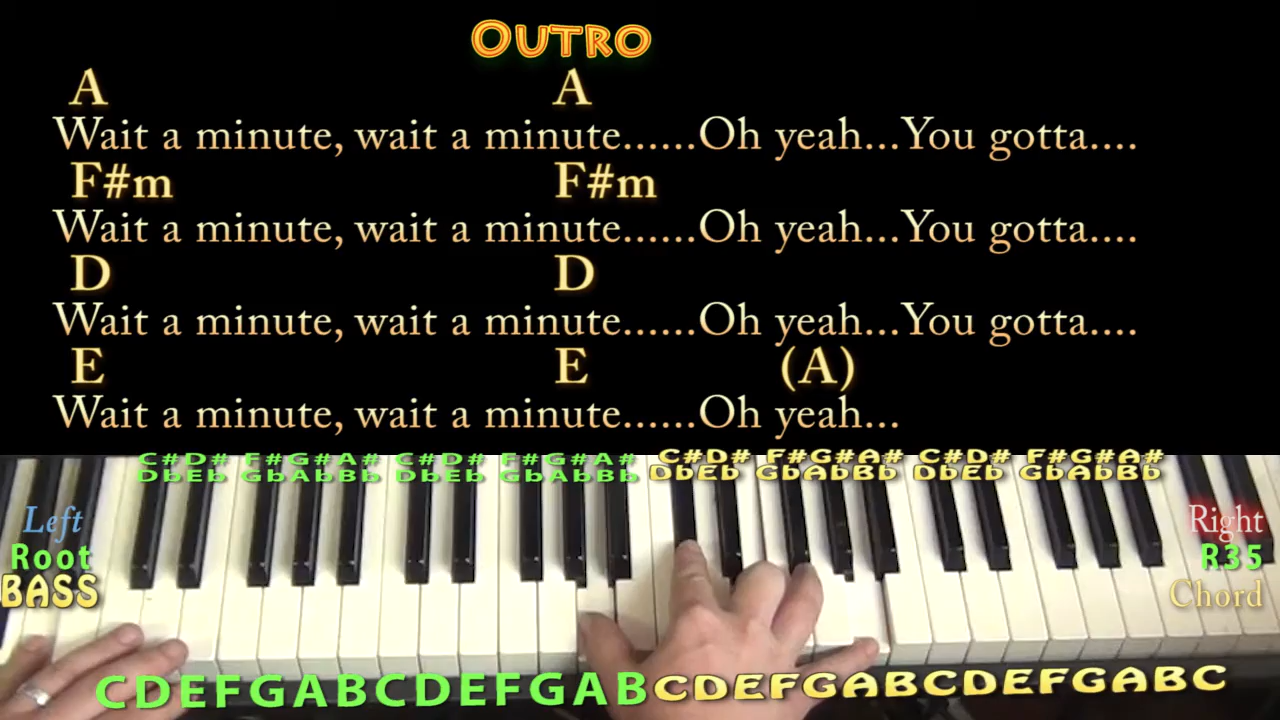 OUTRO
A A
Wait a minute, wait a minute......Oh yeah...You gotta....
F#m F#m
Wait a minute, wait a minute......Oh yeah...You gotta....
D D
Wait a minute, wait a minute......Oh yeah...You gotta....
E E (A)
Wait a minute, wait a minute......Oh yeah...
C#D# F#G#A# C#D# F#G#A# C#D# F#G#A# C#D# F#G#A#
DbEb GbAbBb DbEb GbAbBb DbEb GbAbBb DbEb GbAbBb
Left
Root
BASS
Right
R35
Chord
CDEFGABCDEFGABCDEFGABCDEFGABC